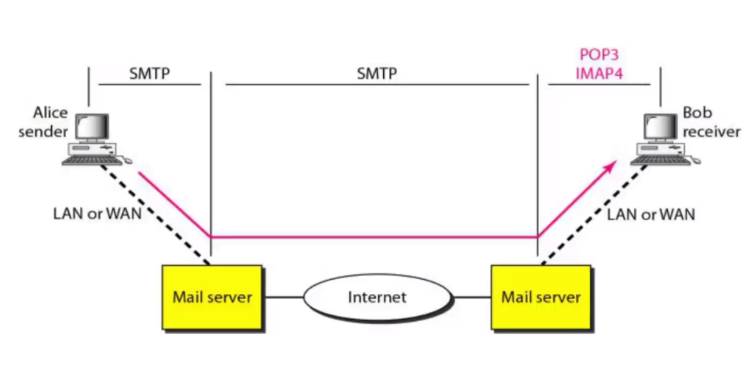 POP3
SMTP
SMTP
IMAP4
Alice
sender
Bob
receiver
LAN or WAN
LAN or WAN
Mail server
Internet
Mail server